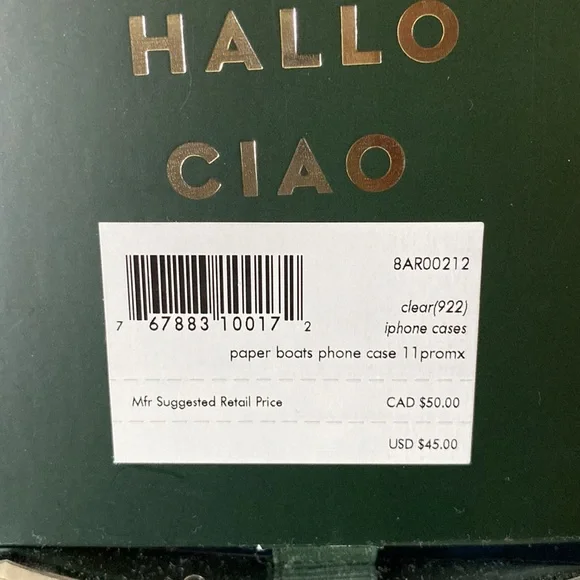 HALLO
CIAO
8AR00212
7 67883 10017 2
clear(922)
iphone cases
paper boats phone case 11promx
Mfr Suggested Retail Price CAD $50.00
USD $45.00